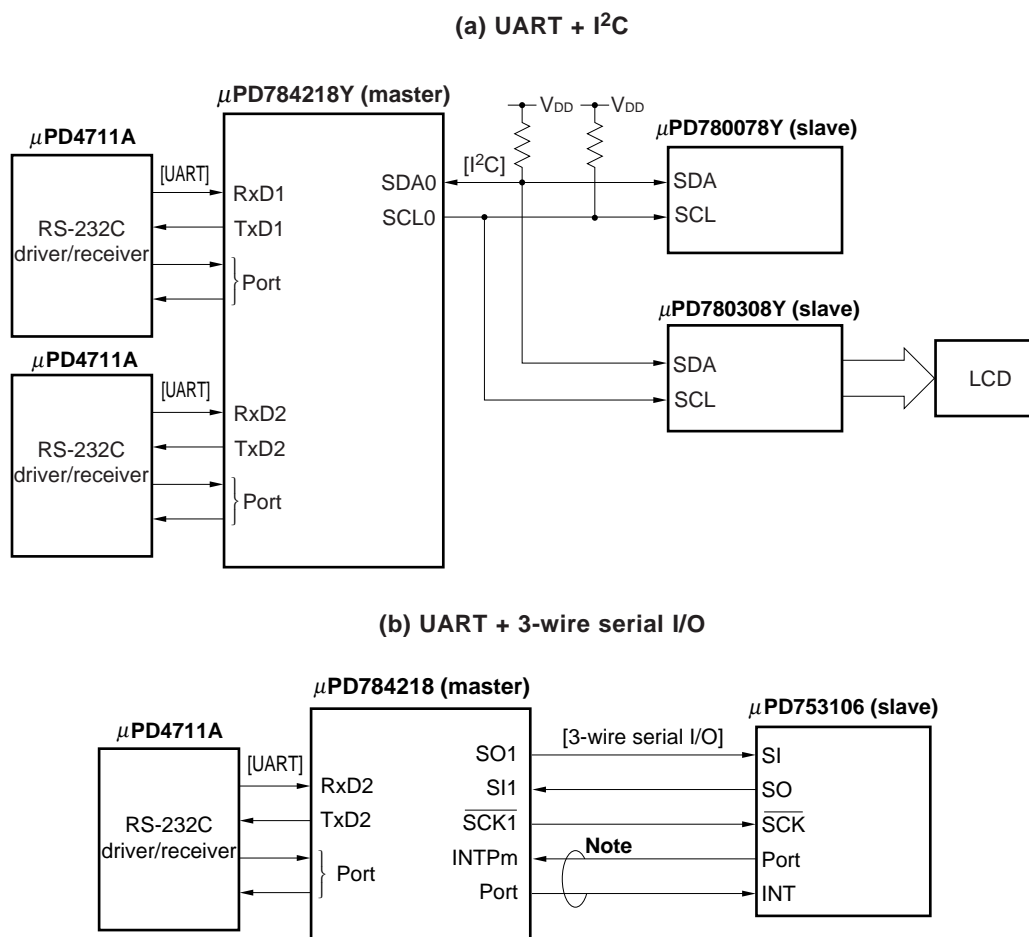 (a) UART + I²C
μPD784218Y (master)
μPD4711A
[UART]
RS-232C
driver/receiver
RxD1
TxD1
Port
SDA0
SCL0
VDD
VDD
[I²C]
μPD780078Y (slave)
SDA
SCL
μPD780308Y (slave)
SDA
SCL
LCD
μPD4711A
[UART]
RS-232C
driver/receiver
RxD2
TxD2
Port
(b) UART + 3-wire serial I/O
μPD784218 (master)
μPD4711A
[UART]
RS-232C
driver/receiver
RxD2
TxD2
Port
SO1
SI1
S̅C̅K̅1̅
INTPm
Port
[3-wire serial I/O]
Note
μPD753106 (slave)
SI
SO
S̅C̅K̅
Port
INT